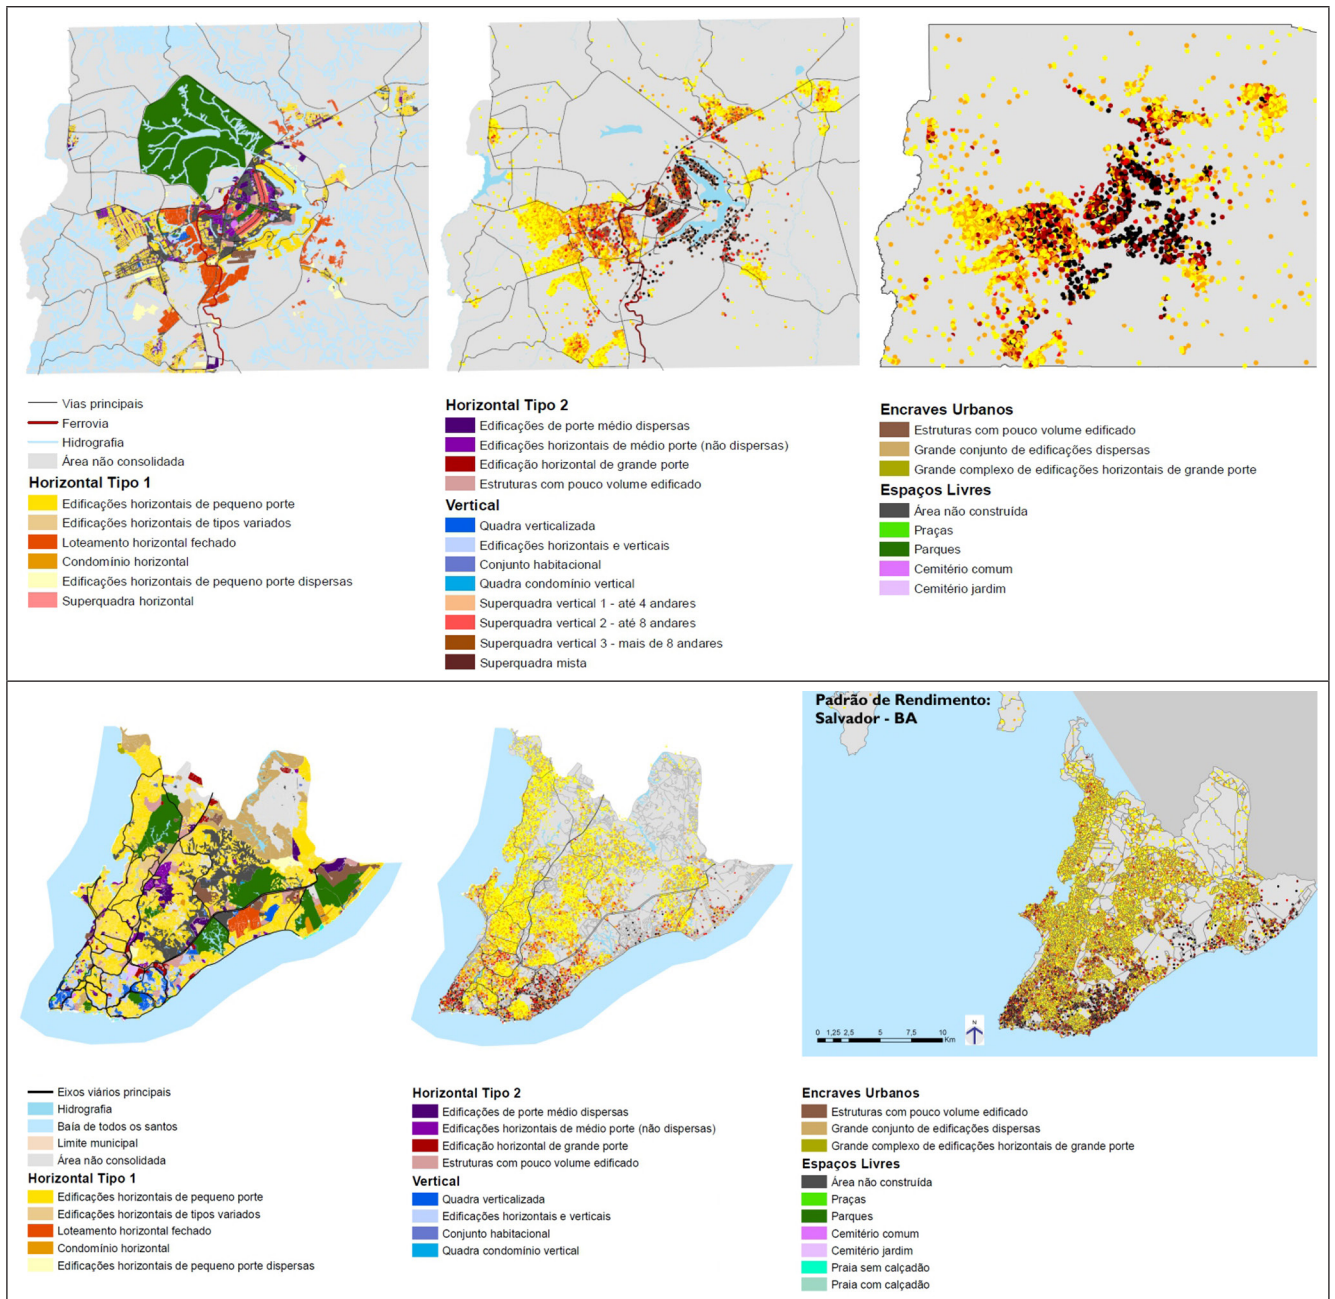 Vias principais
Ferrovia
Hidrografia
Área não consolidada
Horizontal Tipo 1
Edificações horizontais de pequeno porte
Edificações horizontais de tipos variados
Loteamento horizontal fechado
Condomínio horizontal
Edificações horizontais de pequeno porte dispersas
Superquadra horizontal
Horizontal Tipo 2
Edificações de porte médio dispersas
Edificações horizontais de médio porte (não dispersas)
Edificação horizontal de grande porte
Estruturas com pouco volume edificado
Vertical
Quadra verticalizada
Edificações horizontais e verticais
Conjunto habitacional
Quadra condomínio vertical
Superquadra vertical 1 - até 4 andares
Superquadra vertical 2 - até 8 andares
Superquadra vertical 3 - mais de 8 andares
Superquadra mista
Encraves Urbanos
Estruturas com pouco volume edificado
Grande conjunto de edificações dispersas
Grande complexo de edificações horizontais de grande porte
Espaços Livres
Área não construída
Praças
Parques
Cemitério comum
Cemitério jardim
Padrão de Rendimento:
Salvador - BA
N
0 1,25 2,5 5 7,5 10
Km
Eixos viários principais
Hidrografia
Baía de todos os santos
Limite municipal
Área não consolidada
Horizontal Tipo 1
Edificações horizontais de pequeno porte
Edificações horizontais de tipos variados
Loteamento horizontal fechado
Condomínio horizontal
Edificações horizontais de pequeno porte dispersas
Horizontal Tipo 2
Edificações de porte médio dispersas
Edificações horizontais de médio porte (não dispersas)
Edificação horizontal de grande porte
Estruturas com pouco volume edificado
Vertical
Quadra verticalizada
Edificações horizontais e verticais
Conjunto habitacional
Quadra condomínio vertical
Encraves Urbanos
Estruturas com pouco volume edificado
Grande conjunto de edificações dispersas
Grande complexo de edificações horizontais de grande porte
Espaços Livres
Área não construída
Praças
Parques
Cemitério comum
Cemitério jardim
Praia sem calçadão
Praia com calçadão